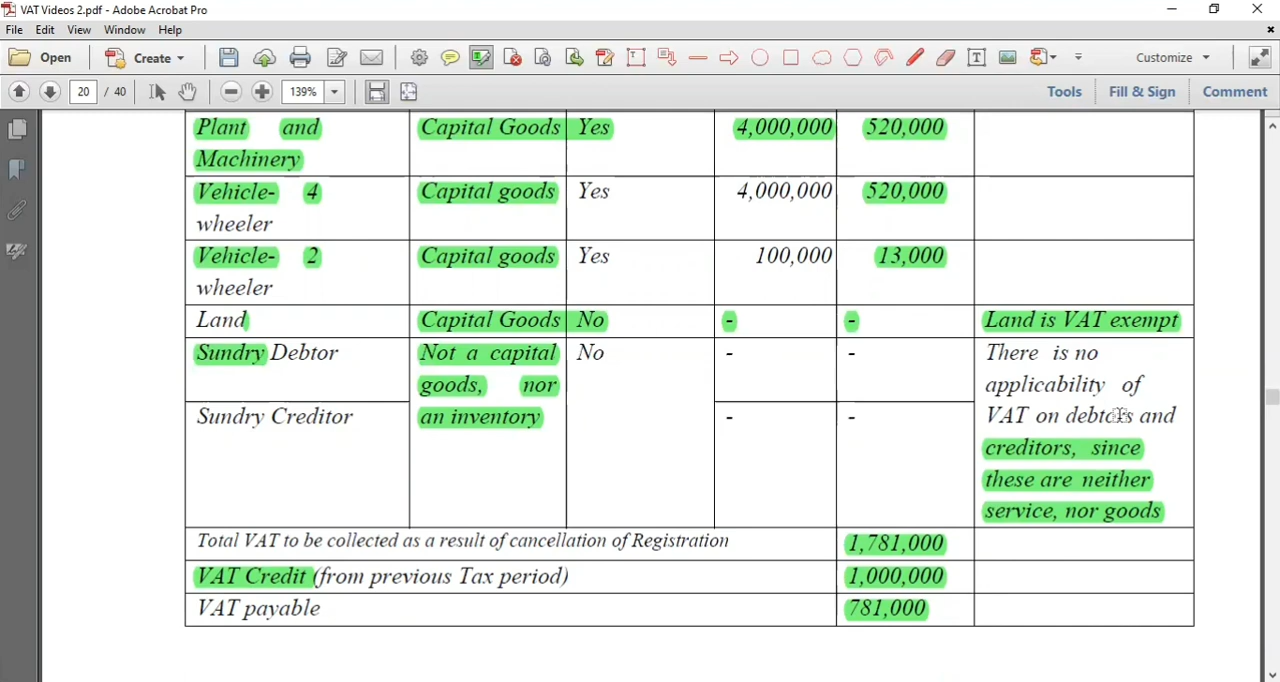 VAT Videos 2.pdf - Adobe Acrobat Pro
File Edit View Window Help
Open Create Customize
20 / 40 139% Tools Fill & Sign Comment
Plant and Capital Goods Yes 4,000,000 520,000
Machinery
Vehicle- 4 Capital goods Yes 4,000,000 520,000
wheeler
Vehicle- 2 Capital goods Yes 100,000 13,000
wheeler
Land Capital Goods No - - Land is VAT exempt
Sundry Debtor Not a capital No - - There is no
goods, nor applicability of
Sundry Creditor an inventory - - VAT on debtors and
creditors, since
these are neither
service, nor goods
Total VAT to be collected as a result of cancellation of Registration 1,781,000
VAT Credit (from previous Tax period) 1,000,000
VAT payable 781,000